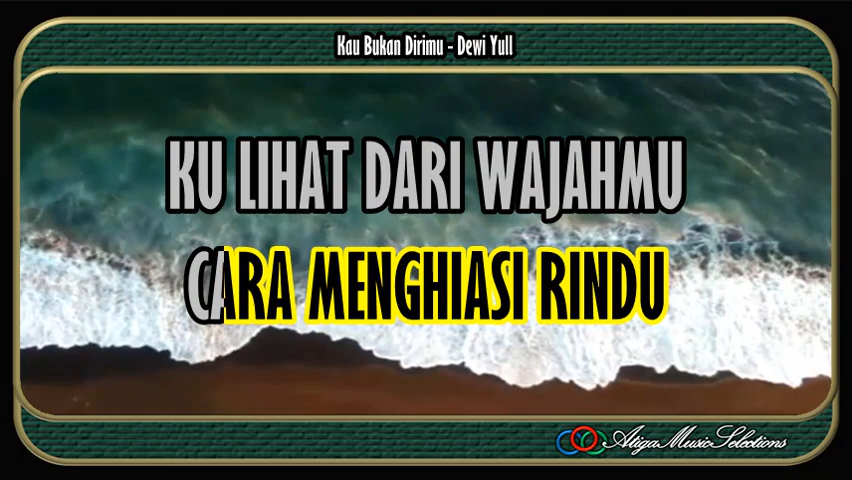 Kau Bukan Dirimu - Dewi Yull
KU LIHAT DARI WAJAHMU
CARA MENGHIASI RINDU
AtigaMusicSelections